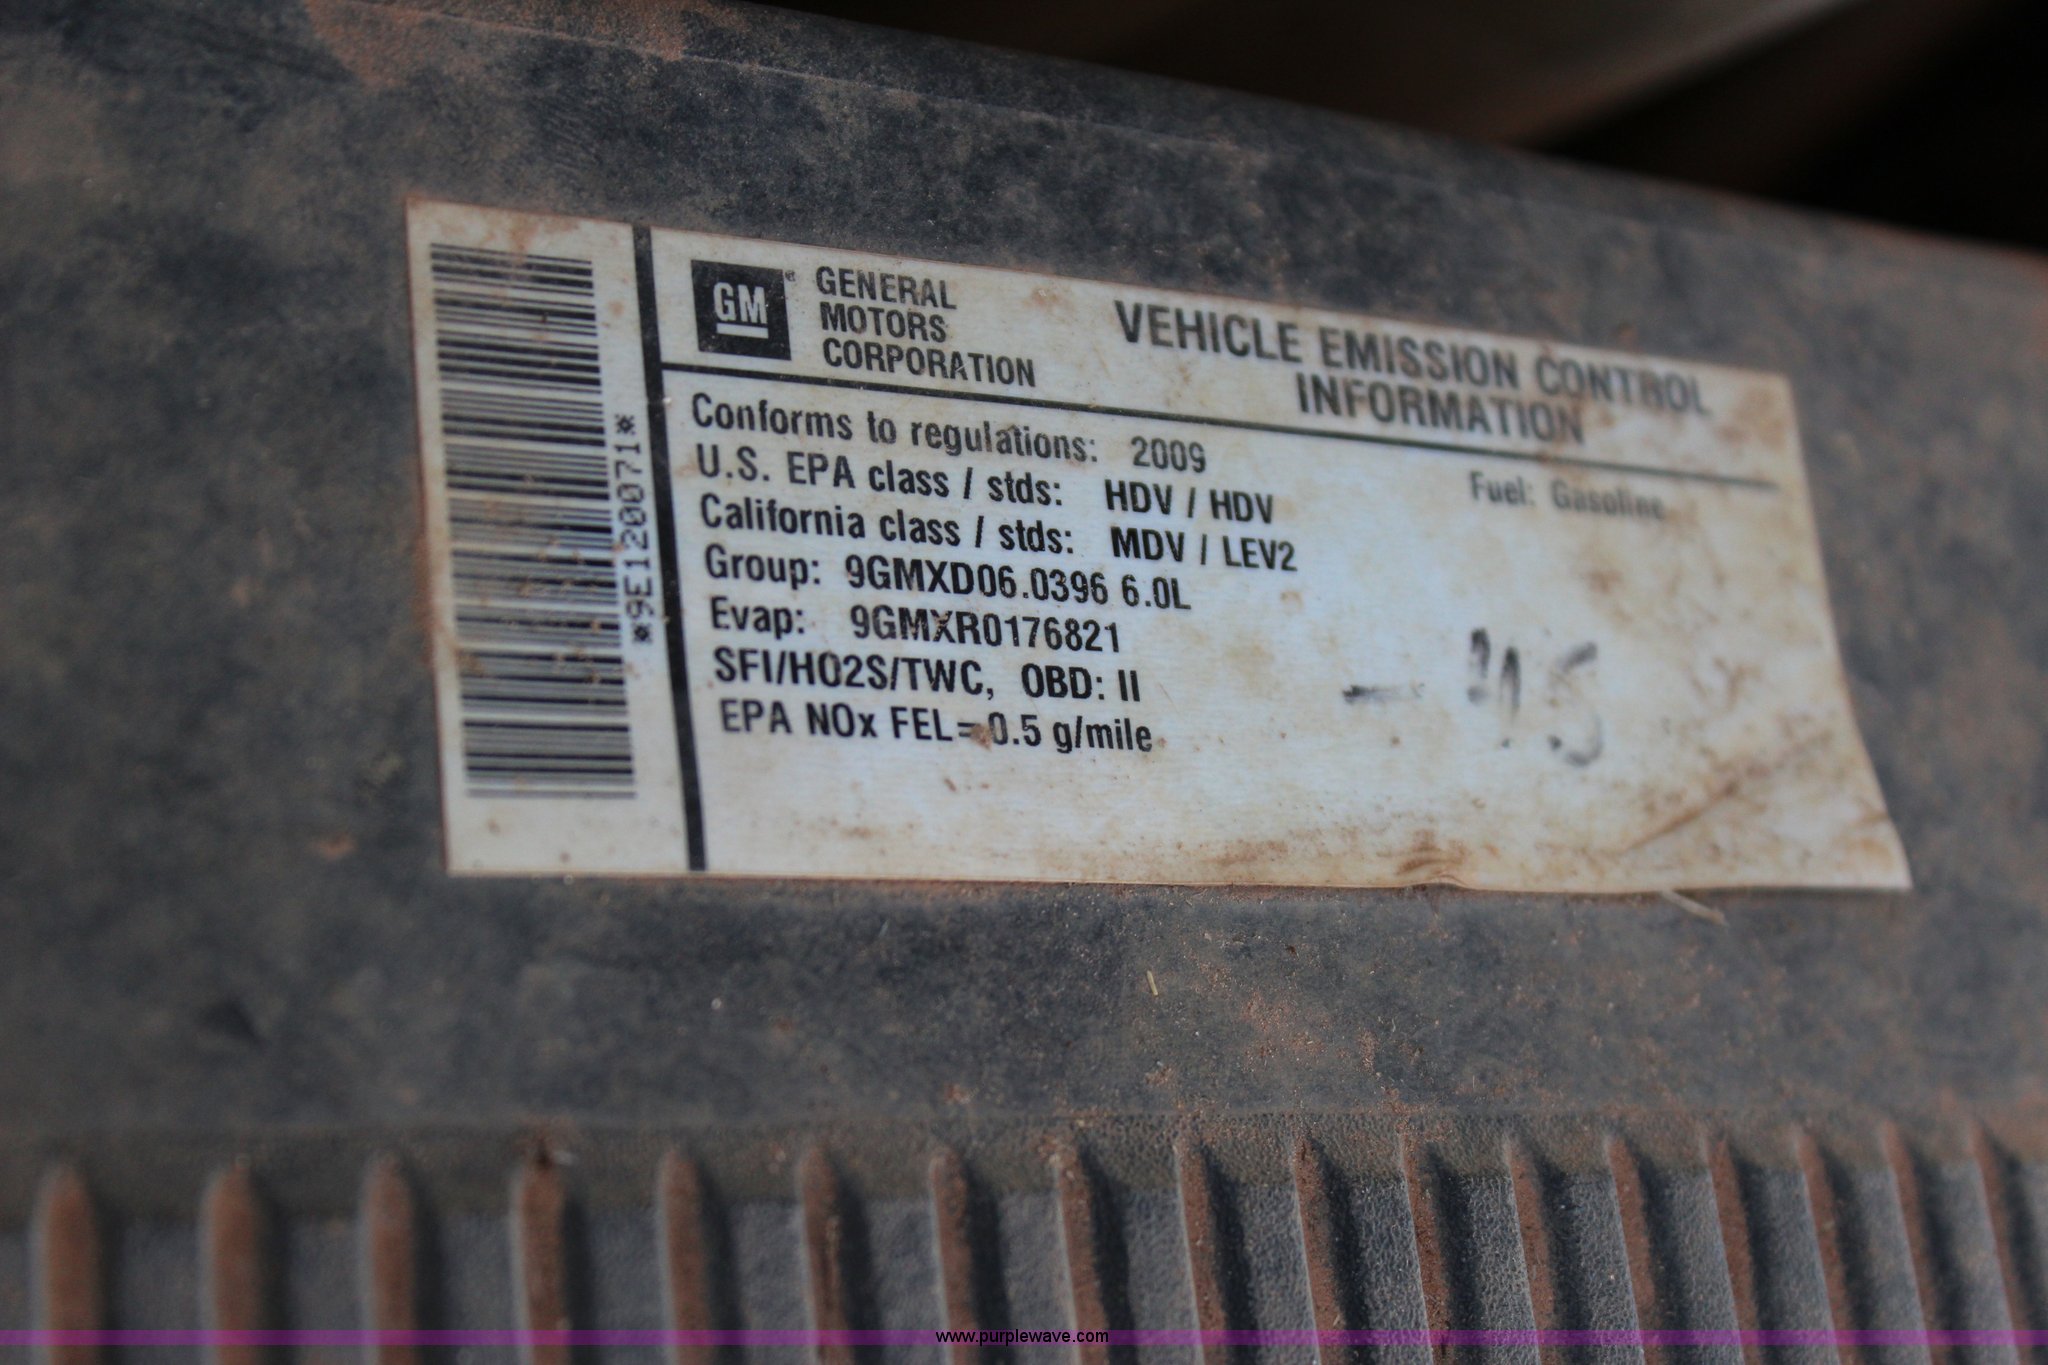 GM
GENERAL
MOTORS
CORPORATION
VEHICLE EMISSION CONTROL
INFORMATION
Conforms to regulations: 2009
Fuel: Gasoline
U.S. EPA class / stds: HDV / HDV
California class / stds: MDV / LEV2
Group: 9GMXD06.0396 6.0L
Evap: 9GMXR0176821
SFI/HO2S/TWC, OBD: II
EPA NOx FEL= 0.5 g/mile
*9E120071*
www.purplewave.com